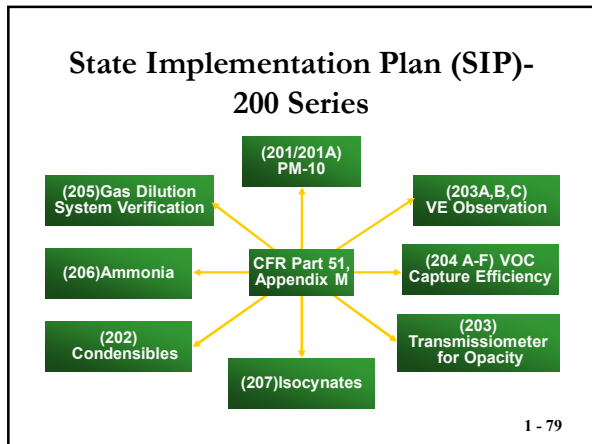 State Implementation Plan (SIP)-
200 Series
(201/201A)
PM-10
(205)Gas Dilution
System Verification
(203A,B,C)
VE Observation
(206)Ammonia
CFR Part 51,
Appendix M
(204 A-F) VOC
Capture Efficiency
(202)
Condensibles
(203)
Transmissiometer
for Opacity
(207)Isocynates
1 - 79